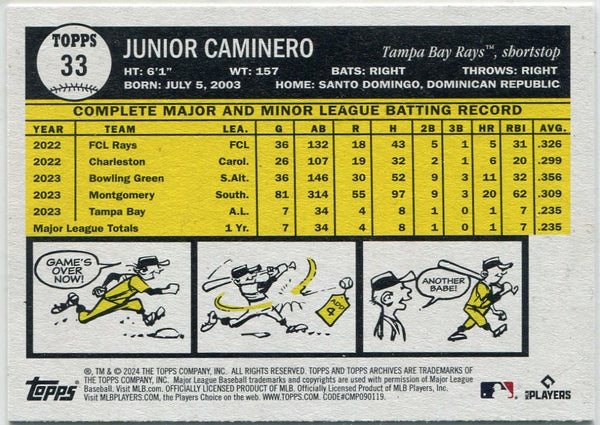 TOPPS
33
JUNIOR CAMINERO
Tampa Bay Rays™, shortstop
HT: 6'1" WT: 157 BATS: RIGHT THROWS: RIGHT
BORN: JULY 5, 2003 HOME: SANTO DOMINGO, DOMINICAN REPUBLIC
COMPLETE MAJOR AND MINOR LEAGUE BATTING RECORD
YEAR TEAM LEA. G AB R H 2B 3B HR RBI AVG.
2022 FCL Rays FCL 36 132 18 43 5 1 5 31 .326
2022 Charleston Carol. 26 107 19 32 2 1 6 20 .299
2023 Bowling Green S.Atl. 36 146 30 52 9 3 11 32 .356
2023 Montgomery South. 81 314 55 97 9 3 20 62 .309
2023 Tampa Bay A.L. 7 34 4 8 1 0 1 7 .235
Major League Totals 1 Yr. 7 34 4 8 1 0 1 7 .235
GAME'S
OVER
NOW!
ADC
4
ANOTHER
BABE!
®, TM & © 2024 THE TOPPS COMPANY, INC. ALL RIGHTS RESERVED. TOPPS AND TOPPS ARCHIVES ARE TRADEMARKS OF
THE TOPPS COMPANY, INC. Major League Baseball trademarks and copyrights are used with permission of Major League
Baseball. Visit MLB.com. OFFICIALLY LICENSED PRODUCT OF MLB Players, Inc. Officially Licensed Product of MLB Players, Inc. Visit
MLBPLAYERS.COM, the Players Choice on the Web. WWW.TOPPS.COM. CODE#CMP090119.
topps
MLB PLAYERS